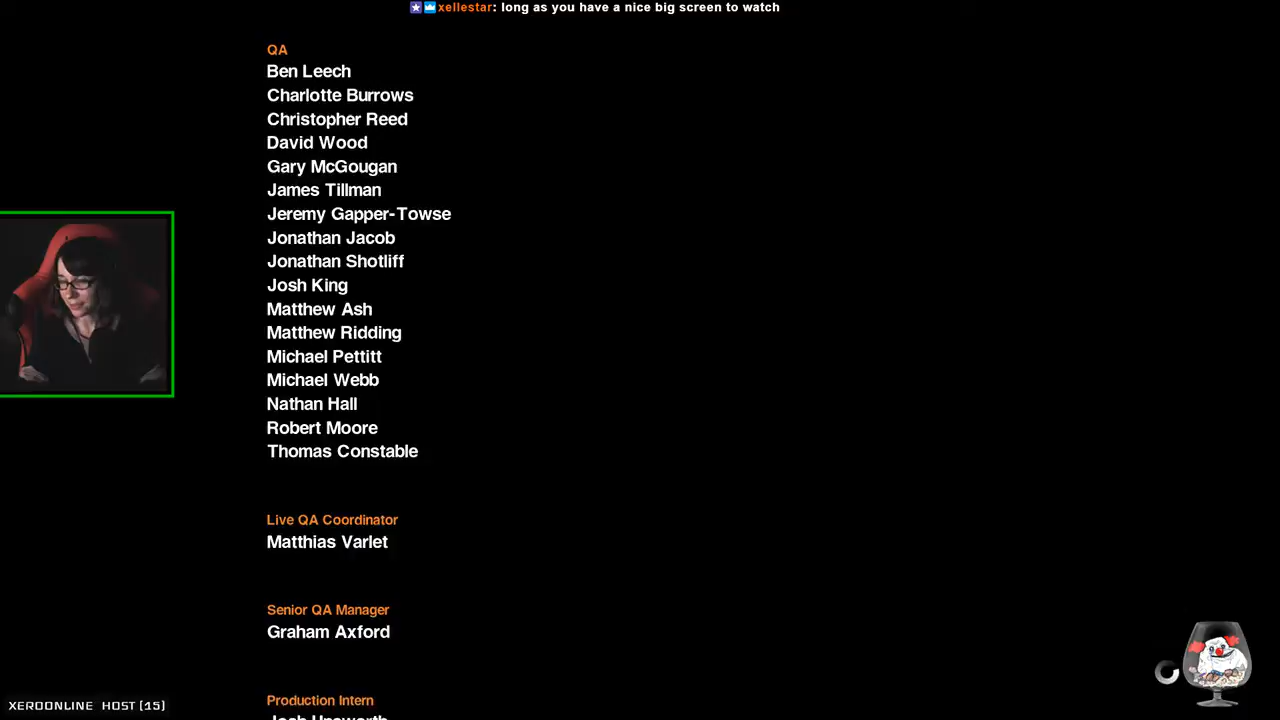 xellestar: long as you have a nice big screen to watch
QA
Ben Leech
Charlotte Burrows
Christopher Reed
David Wood
Gary McGougan
James Tillman
Jeremy Gapper-Towse
Jonathan Jacob
Jonathan Shotliff
Josh King
Matthew Ash
Matthew Ridding
Michael Pettitt
Michael Webb
Nathan Hall
Robert Moore
Thomas Constable
Live QA Coordinator
Matthias Varlet
Senior QA Manager
Graham Axford
Production Intern
XEROONLINE HOST [15]